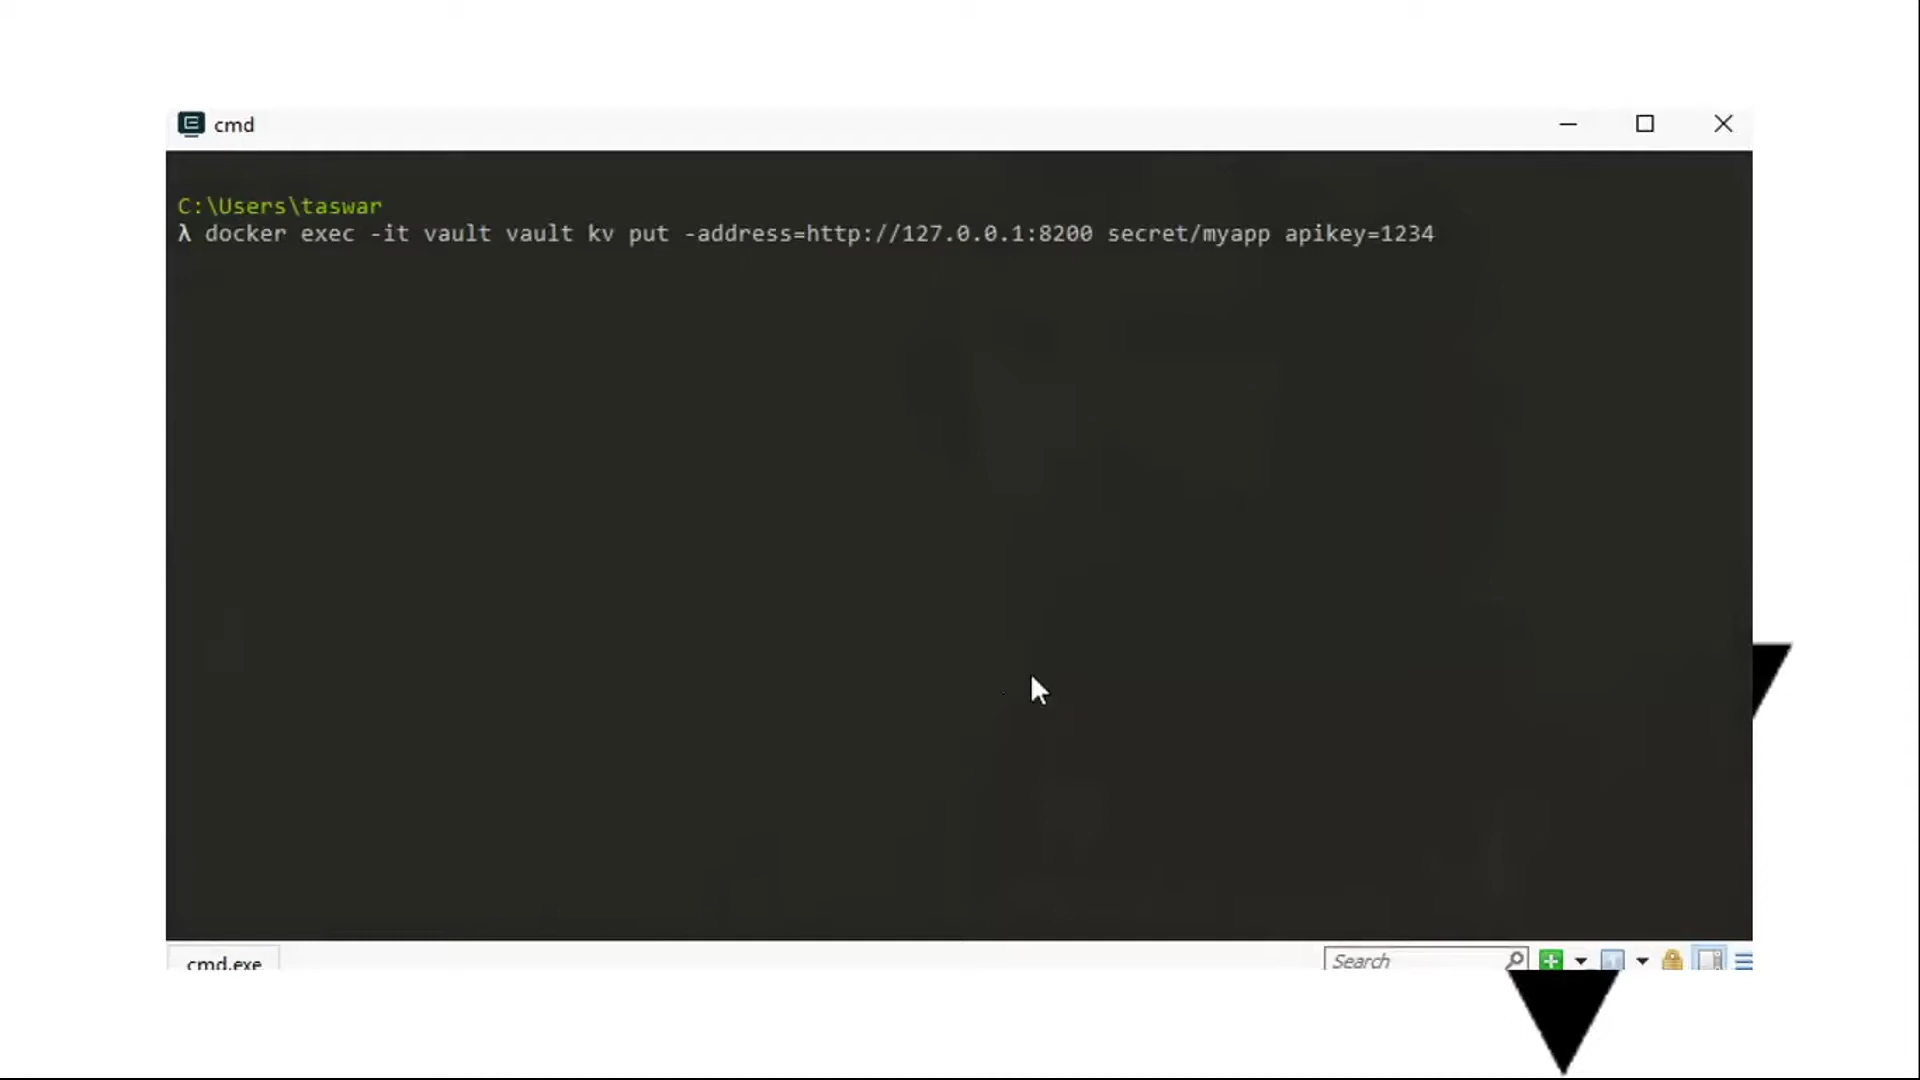 cmd
C:\Users\taswar
λ docker exec -it vault vault kv put -address=http://127.0.0.1:8200 secret/myapp apikey=1234
cmd.exe
Search